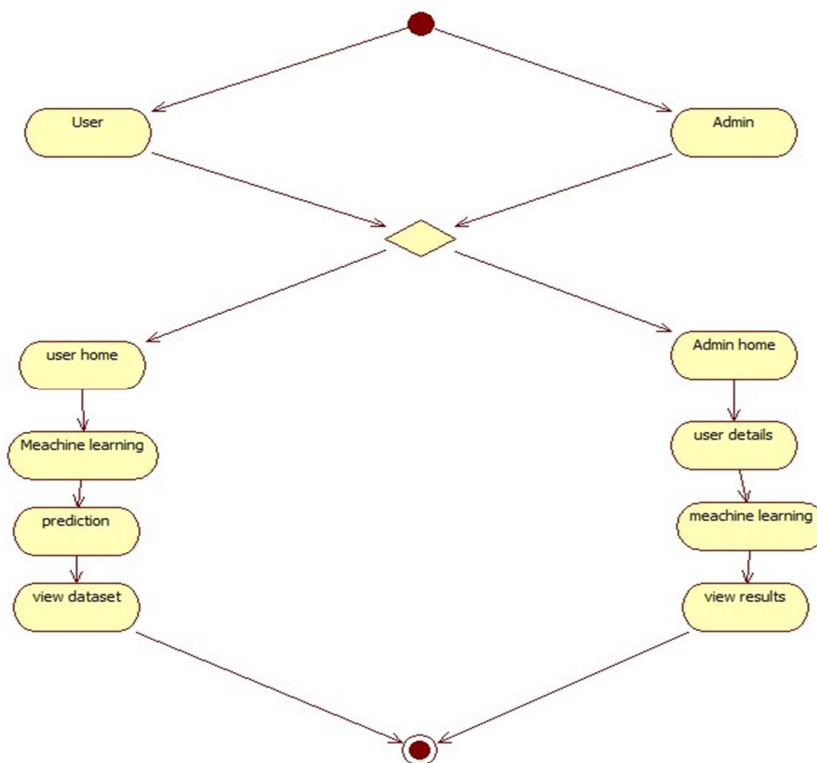 User
Admin
user home
Admin home
Meachine learning
user details
prediction
meachine learning
view dataset
view results